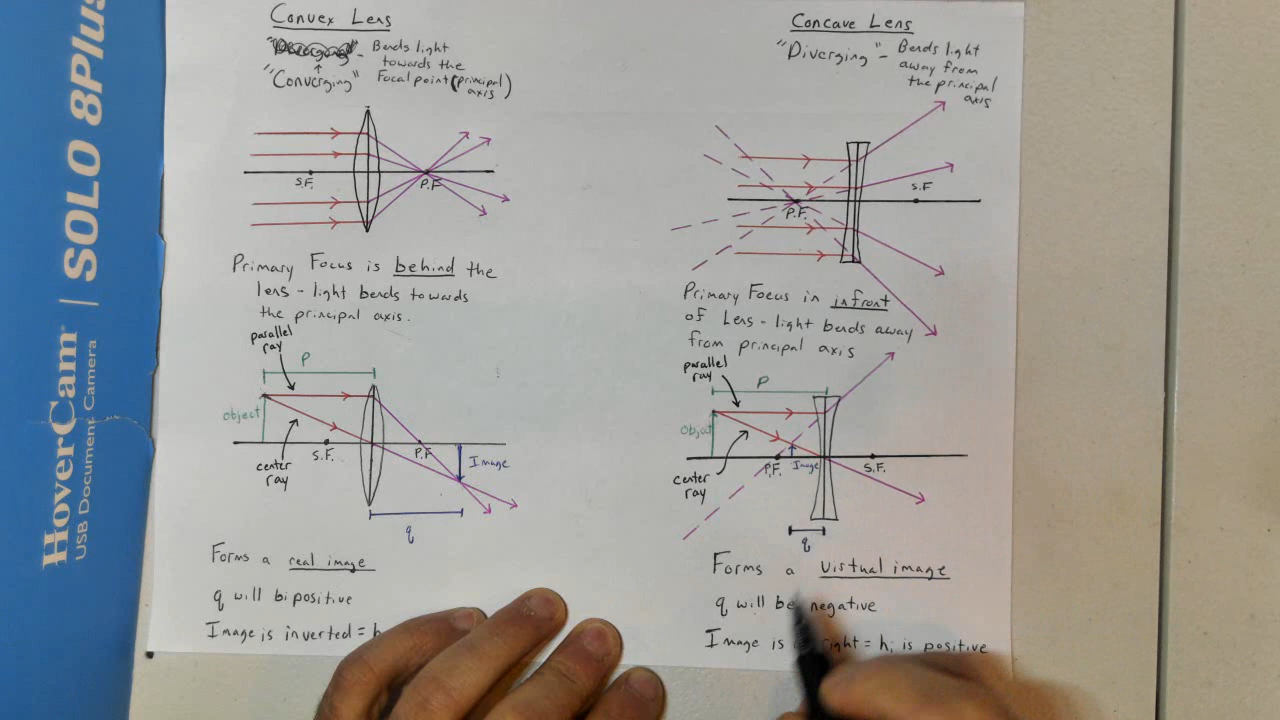 HoverCam | SOLO 8Plus
USB Document Camera
Convex Lens
- Bends light
towards the
Focal point (principal
axis)
"Converging"
S.F.
P.F.
Primary Focus is behind the
lens - light bends towards
the principal axis.
parallel
ray
P
Object
center
ray
S.F.
P.F.
Image
q
Forms a real image
q will bi positive
Image is inverted =
Concave Lens
"Diverging" - Bends light
away from
the principal
axis
P.F.
S.F
Primary Focus in infront
of Lens - light bends away
from principal axis
parallel
ray
P
Object
center
ray
P.F.
Image
S.F.
q
Forms a virtual image
q will be negative
Image is right = hi is positive